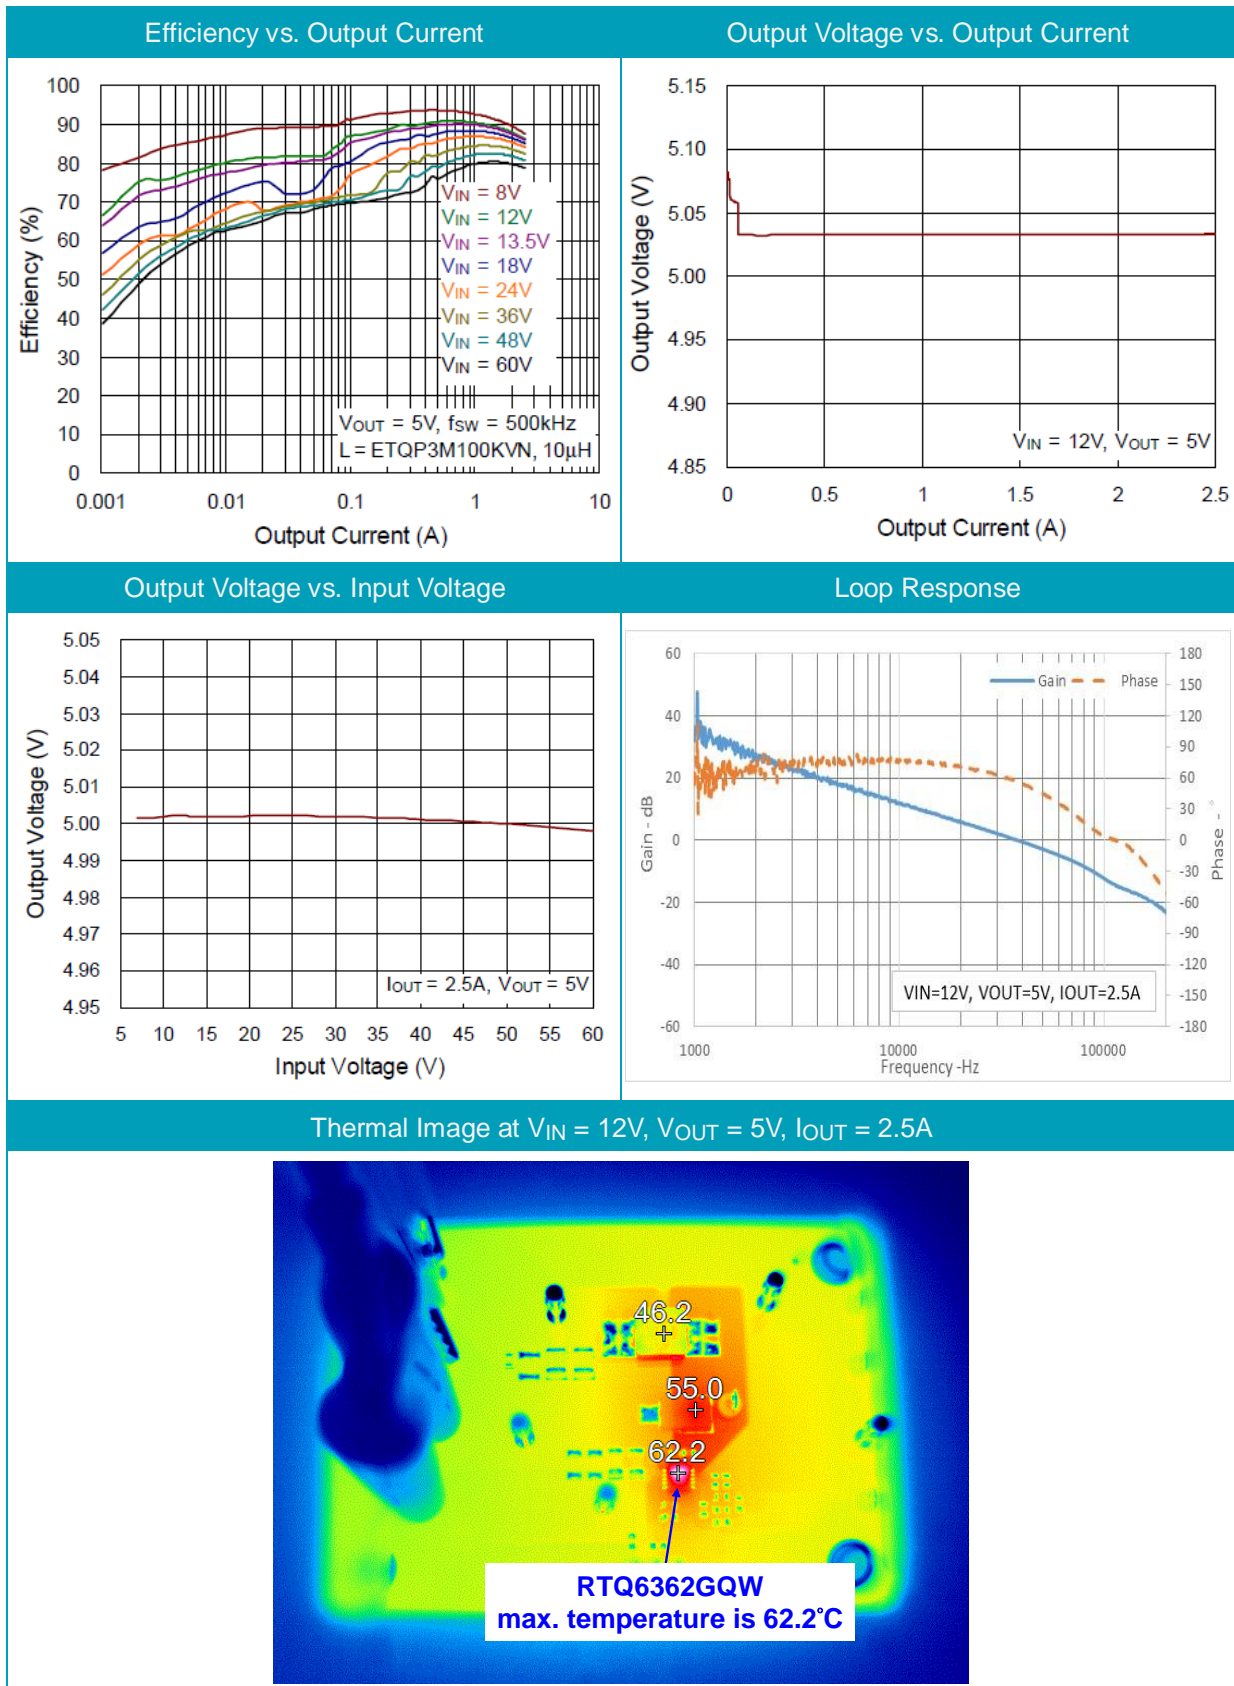 Efficiency vs. Output Current
100
90
80
70
60
50
40
30
20
10
0
Efficiency (%)
VIN = 8V
VIN = 12V
VIN = 13.5V
VIN = 18V
VIN = 24V
VIN = 36V
VIN = 48V
VIN = 60V
VOUT = 5V, fSW = 500kHz
L = ETQP3M100KVN, 10µH
0.001 0.01 0.1 1 10
Output Current (A)
Output Voltage vs. Output Current
5.15
5.10
5.05
5.00
4.95
4.90
4.85
Output Voltage (V)
VIN = 12V, VOUT = 5V
0 0.5 1 1.5 2 2.5
Output Current (A)
Output Voltage vs. Input Voltage
5.05
5.04
5.03
5.02
5.01
5.00
4.99
4.98
4.97
4.96
4.95
Output Voltage (V)
IOUT = 2.5A, VOUT = 5V
5 10 15 20 25 30 35 40 45 50 55 60
Input Voltage (V)
Loop Response
60
40
20
0
-20
-40
-60
Gain - dB
Gain Phase
180
150
120
90
60
30
0
-30
-60
-90
-120
-150
-180
Phase - °
VIN=12V, VOUT=5V, IOUT=2.5A
1000 10000 100000
Frequency -Hz
Thermal Image at VIN = 12V, VOUT = 5V, IOUT = 2.5A
46.2
55.0
62.2
RTQ6362GQW
max. temperature is 62.2°C